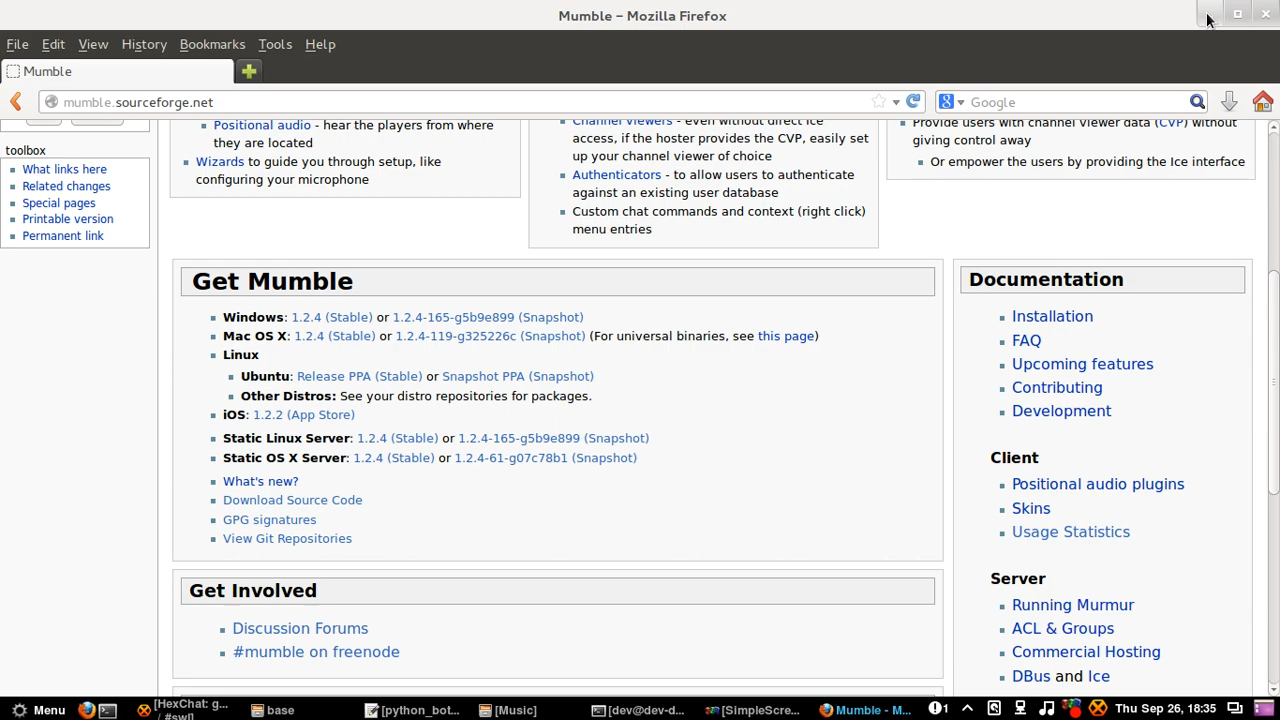 Mumble - Mozilla Firefox
File Edit View History Bookmarks Tools Help
Mumble
mumble.sourceforge.net
Google
toolbox
What links here
Related changes
Special pages
Printable version
Permanent link
Positional audio - hear the players from where
they are located
Wizards to guide you through setup, like
configuring your microphone
Channel viewers - even without direct Ice
access, if the hoster provides the CVP, easily set
up your channel viewer of choice
Authenticators - to allow users to authenticate
against an existing user database
Custom chat commands and context (right click)
menu entries
Provide users with channel viewer data (CVP) without
giving control away
Or empower the users by providing the Ice interface
Get Mumble
Windows: 1.2.4 (Stable) or 1.2.4-165-g5b9e899 (Snapshot)
Mac OS X: 1.2.4 (Stable) or 1.2.4-119-g325226c (Snapshot) (For universal binaries, see this page)
Linux
Ubuntu: Release PPA (Stable) or Snapshot PPA (Snapshot)
Other Distros: See your distro repositories for packages.
iOS: 1.2.2 (App Store)
Static Linux Server: 1.2.4 (Stable) or 1.2.4-165-g5b9e899 (Snapshot)
Static OS X Server: 1.2.4 (Stable) or 1.2.4-61-g07c78b1 (Snapshot)
What's new?
Download Source Code
GPG signatures
View Git Repositories
Get Involved
Discussion Forums
#mumble on freenode
Documentation
Installation
FAQ
Upcoming features
Contributing
Development
Client
Positional audio plugins
Skins
Usage Statistics
Server
Running Murmur
ACL & Groups
Commercial Hosting
DBus and Ice
Menu [HexChat: g... / #swl] base [python_bot... [Music] [dev@dev-d... [SimpleScre... Mumble - M... 1 Thu Sep 26, 18:35